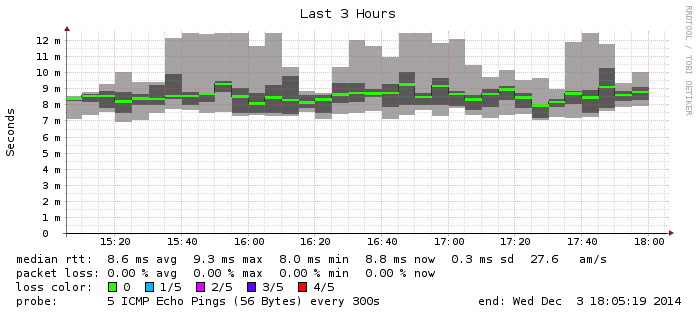 Last 3 Hours
RRDTOOL / TOBI OETIKER
Seconds
12 m
11 m
10 m
9 m
8 m
7 m
6 m
5 m
4 m
3 m
2 m
1 m
0
15:20 15:40 16:00 16:20 16:40 17:00 17:20 17:40 18:00
median rtt: 8.6 ms avg 9.3 ms max 8.0 ms min 8.8 ms now 0.3 ms sd 27.6 am/s
packet loss: 0.00 % avg 0.00 % max 0.00 % min 0.00 % now
loss color: 0 1/5 2/5 3/5 4/5
probe: 5 ICMP Echo Pings (56 Bytes) every 300s end: Wed Dec 3 18:05:19 2014